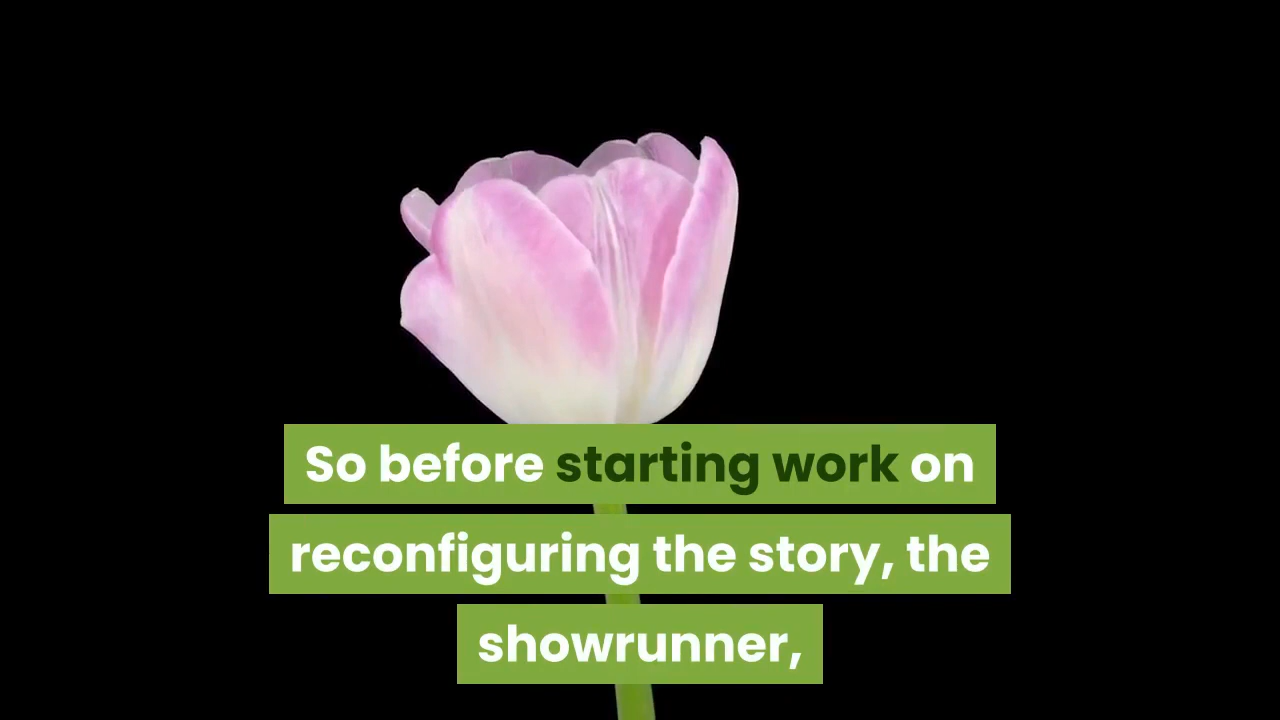 So before starting work on
reconfiguring the story, the
showrunner,